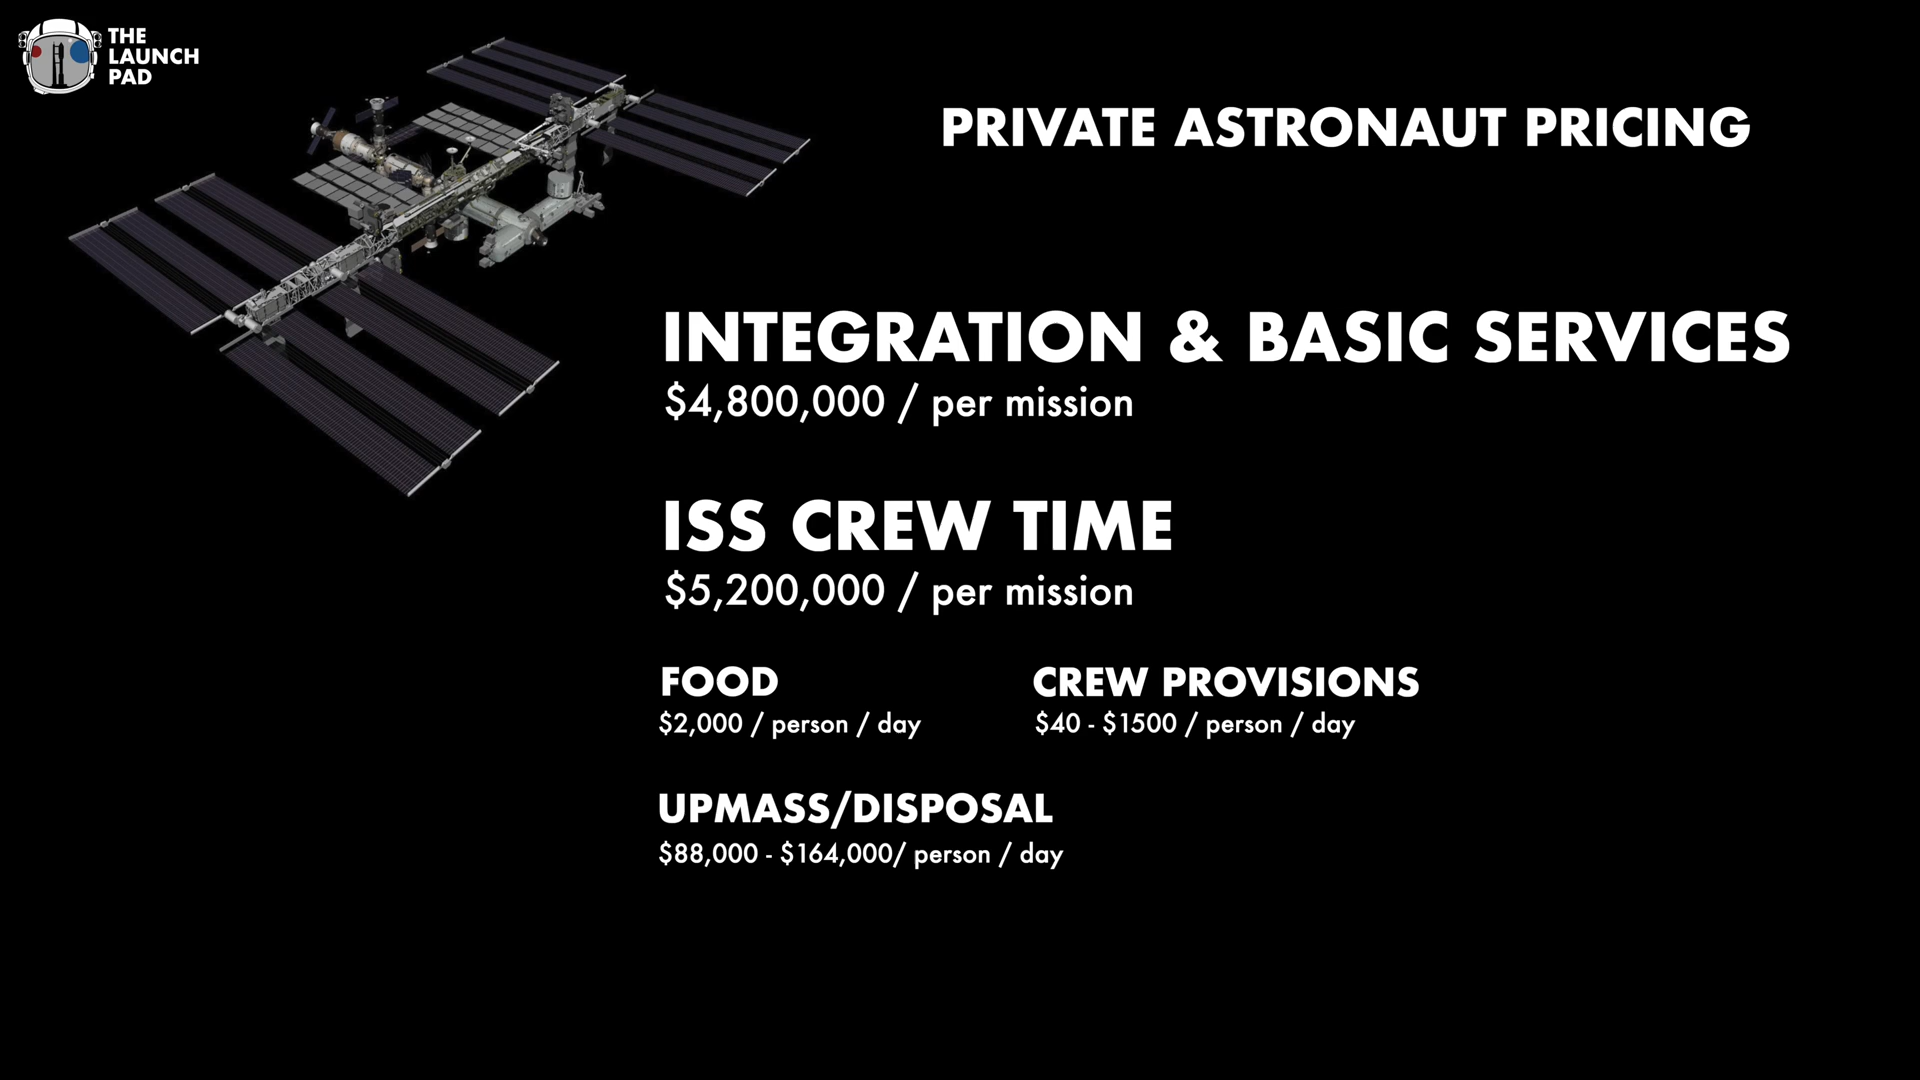 THE
LAUNCH
PAD
PRIVATE ASTRONAUT PRICING
INTEGRATION & BASIC SERVICES
$4,800,000 / per mission
ISS CREW TIME
$5,200,000 / per mission
FOOD
$2,000 / person / day
CREW PROVISIONS
$40 - $1500 / person / day
UPMASS/DISPOSAL
$88,000 - $164,000/ person / day